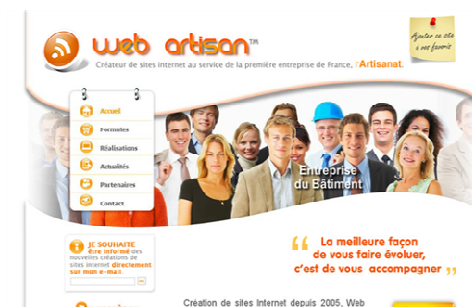 web artisan™
Créateur de sites internet au service de la première entreprise de France, l'Artisanat.
Ajouter ce site
à vos favoris
Accueil
Formules
Réalisations
Actualités
Partenaires
Contact
Entreprise
du Bâtiment
JE SOUHAITE
être informé des
nouvelles créations de
sites internet directement
sur mon e-mail
“ La meilleure façon
de vous faire évoluer,
c'est de vous accompagner ”
Création de sites Internet depuis 2005, Web